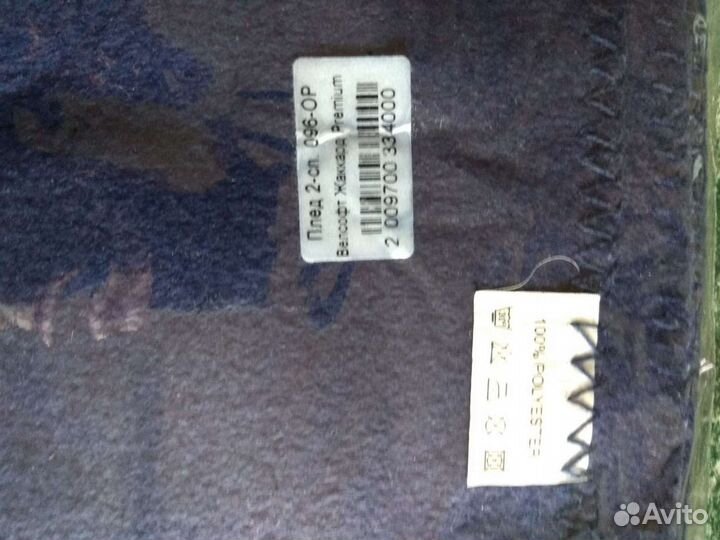 Плед 2-сп. 096-ОР
Велсофт Жаккард Premium
2 009700 334000
100% POLYESTER
Avito